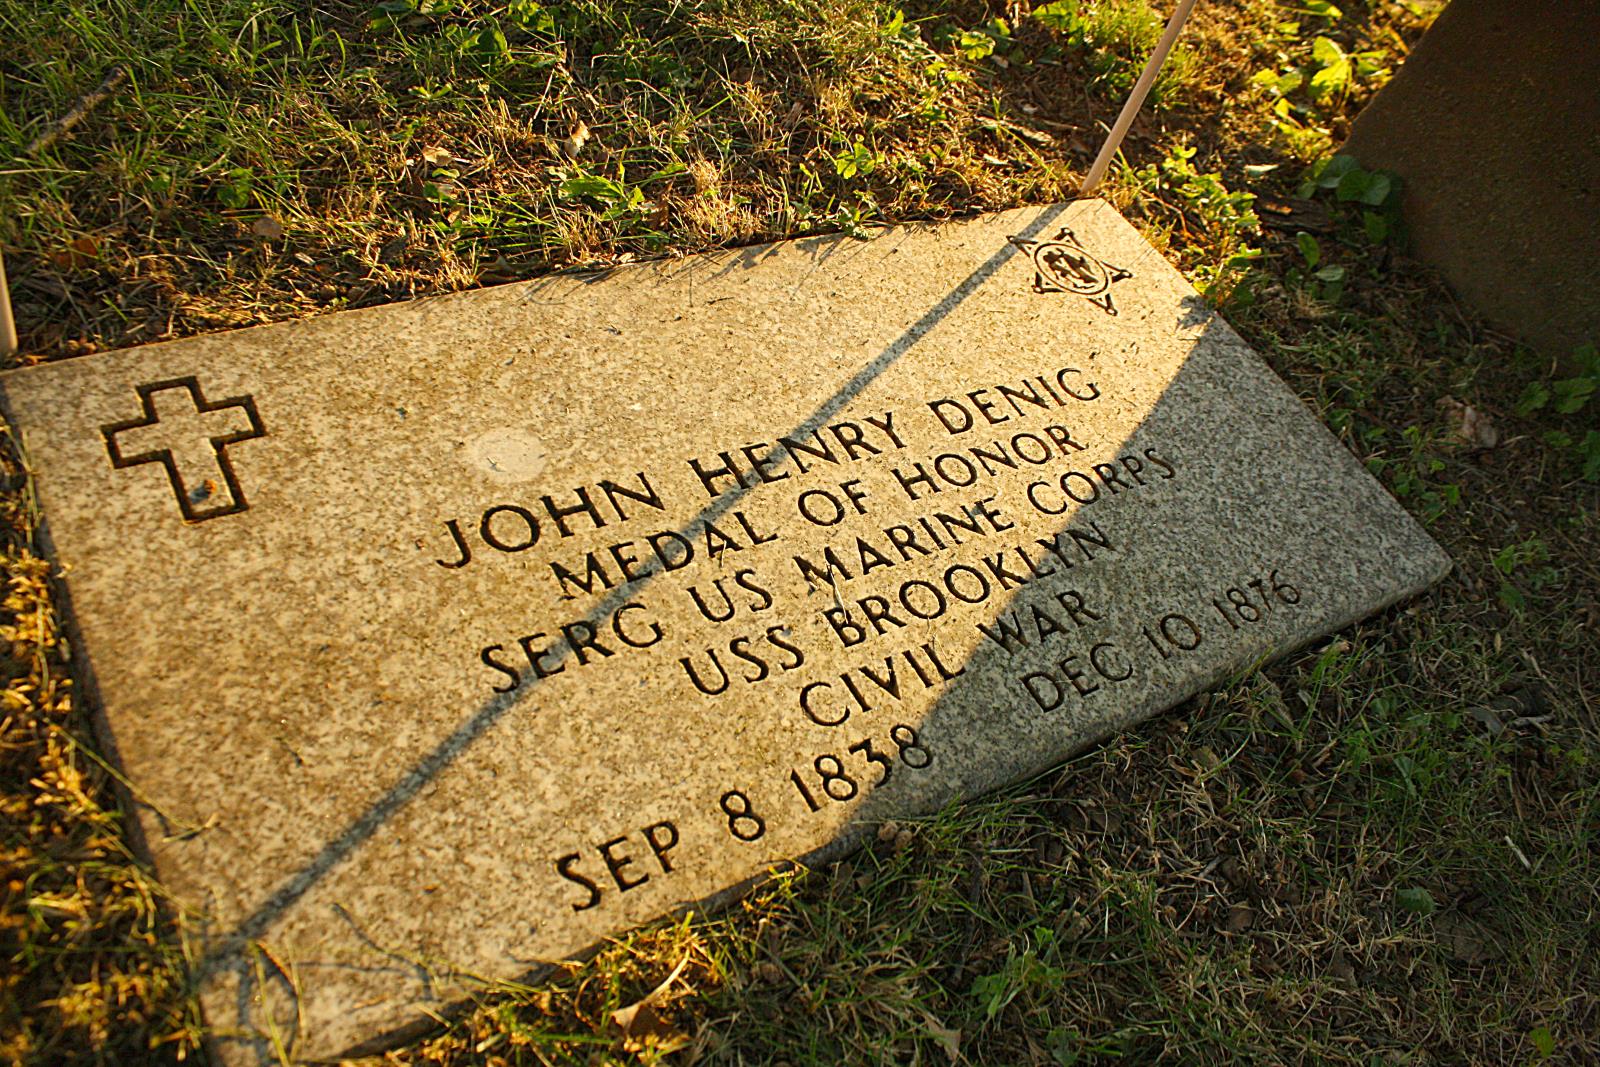 JOHN HENRY DENIG
MEDAL OF HONOR
SERG US MARINE CORPS
USS BROOKLYN
CIVIL WAR
SEP 8 1838 DEC 10 1876